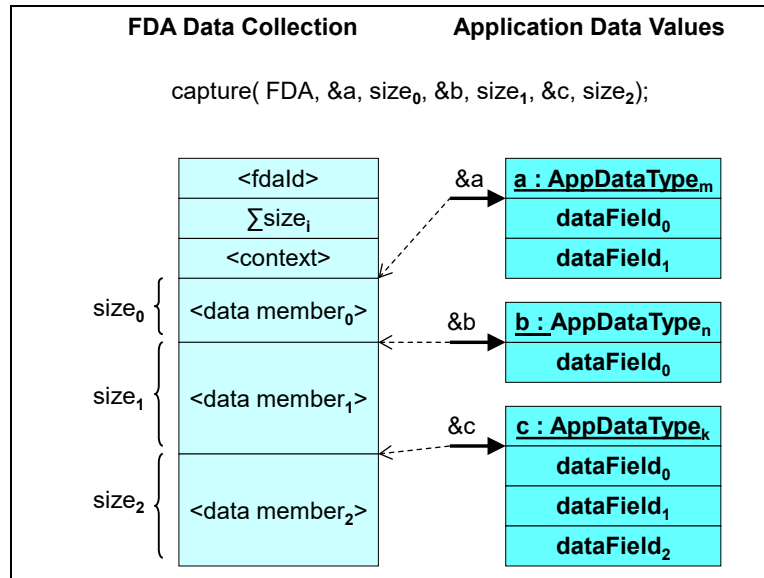 FDA Data Collection
Application Data Values
capture( FDA, &a, size₀, &b, size₁, &c, size₂);
<fdaId>
∑sizeᵢ
<context>
size₀
<data member₀>
size₁
<data member₁>
size₂
<data member₂>
&a
a : AppDataTypeₘ
dataField₀
dataField₁
&b
b : AppDataTypeₙ
dataField₀
&c
c : AppDataTypeₖ
dataField₀
dataField₁
dataField₂